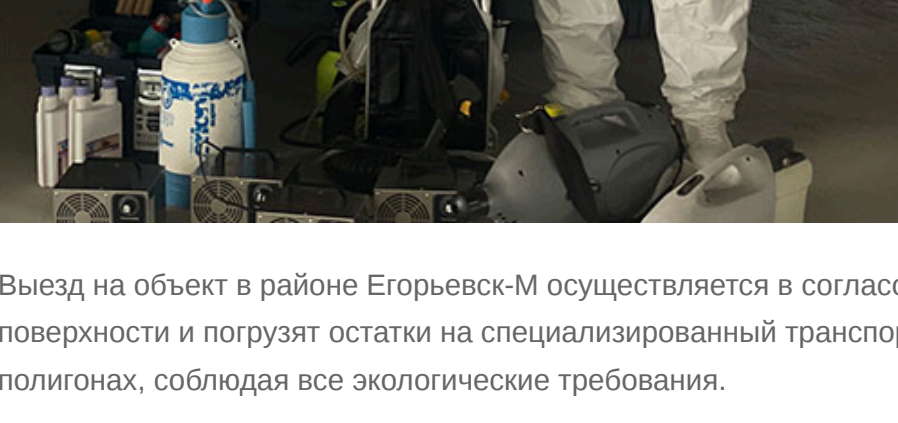 Выезд на объект в районе Егорьевск-М осуществляется в соглас
поверхности и погрузят остатки на специализированный транспо
полигонах, соблюдая все экологические требования.